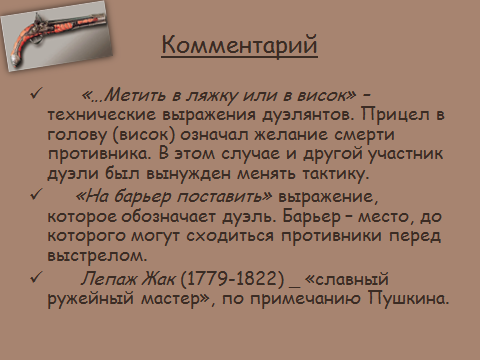 Комментарий
✓ «…Метить в ляжку или в висок» –
технические выражения дуэлянтов. Прицел в
голову (висок) означал желание смерти
противника. В этом случае и другой участник
дуэли был вынужден менять тактику.
✓ «На барьер поставить» выражение,
которое обозначает дуэль. Барьер – место, до
которого могут сходиться противники перед
выстрелом.
✓ Лепаж Жак (1779-1822) _ «славный
ружейный мастер», по примечанию Пушкина.